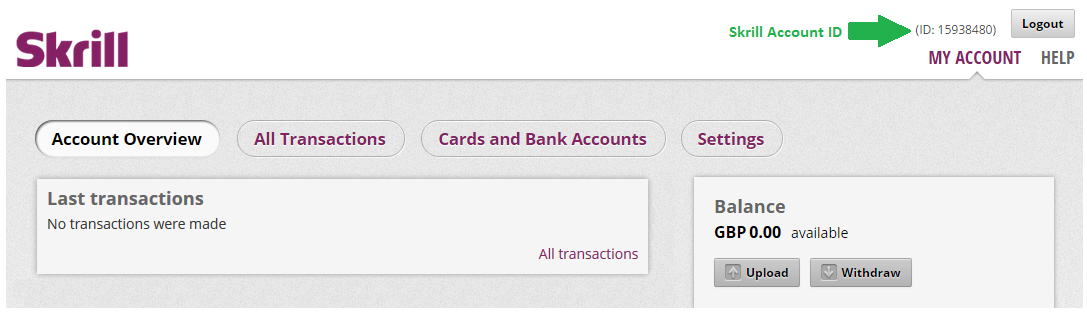 Skrill
Skrill Account ID
(ID: 15938480)
Logout
MY ACCOUNT
HELP
Account Overview
All Transactions
Cards and Bank Accounts
Settings
Last transactions
No transactions were made
All transactions
Balance
GBP 0.00 available
Upload
Withdraw